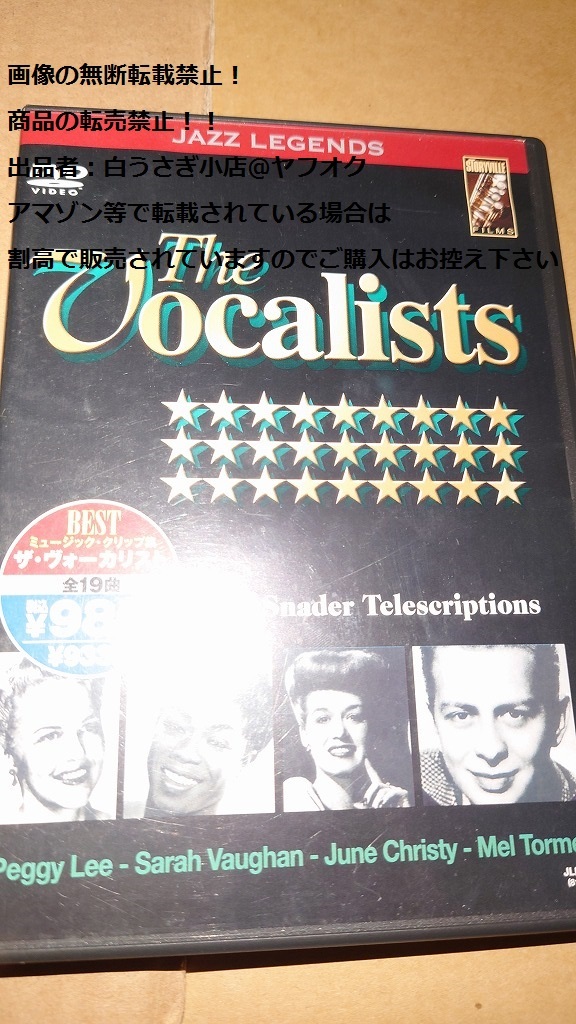 画像の無断転載禁止！
商品の転売禁止！！
JAZZ LEGENDS
出品者：白うさぎ小店@ヤフオク
VIDEO
STORYVILLE
FILMS
アマゾン等で転載されている場合は
割高で販売されていますのでご購入はお控え下さい
The
Vocalists
BEST
ミュージック・クリップ集
ザ・ヴォーカリスト
全19曲
税込
¥98
¥933
Snader Telescriptions
Peggy Lee - Sarah Vaughan - June Christy - Mel Torme